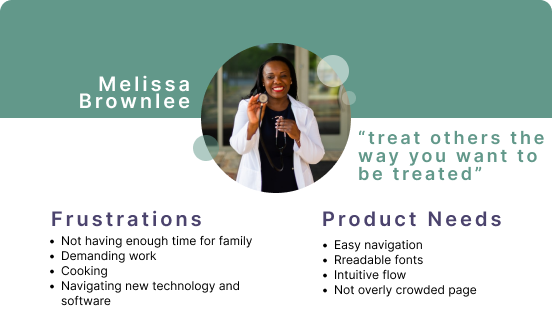 Melissa
Brownlee
“treat others the
way you want to
be treated”
Frustrations
• Not having enough time for family
• Demanding work
• Cooking
• Navigating new technology and
software
Product Needs
• Easy navigation
• Rreadable fonts
• Intuitive flow
• Not overly crowded page